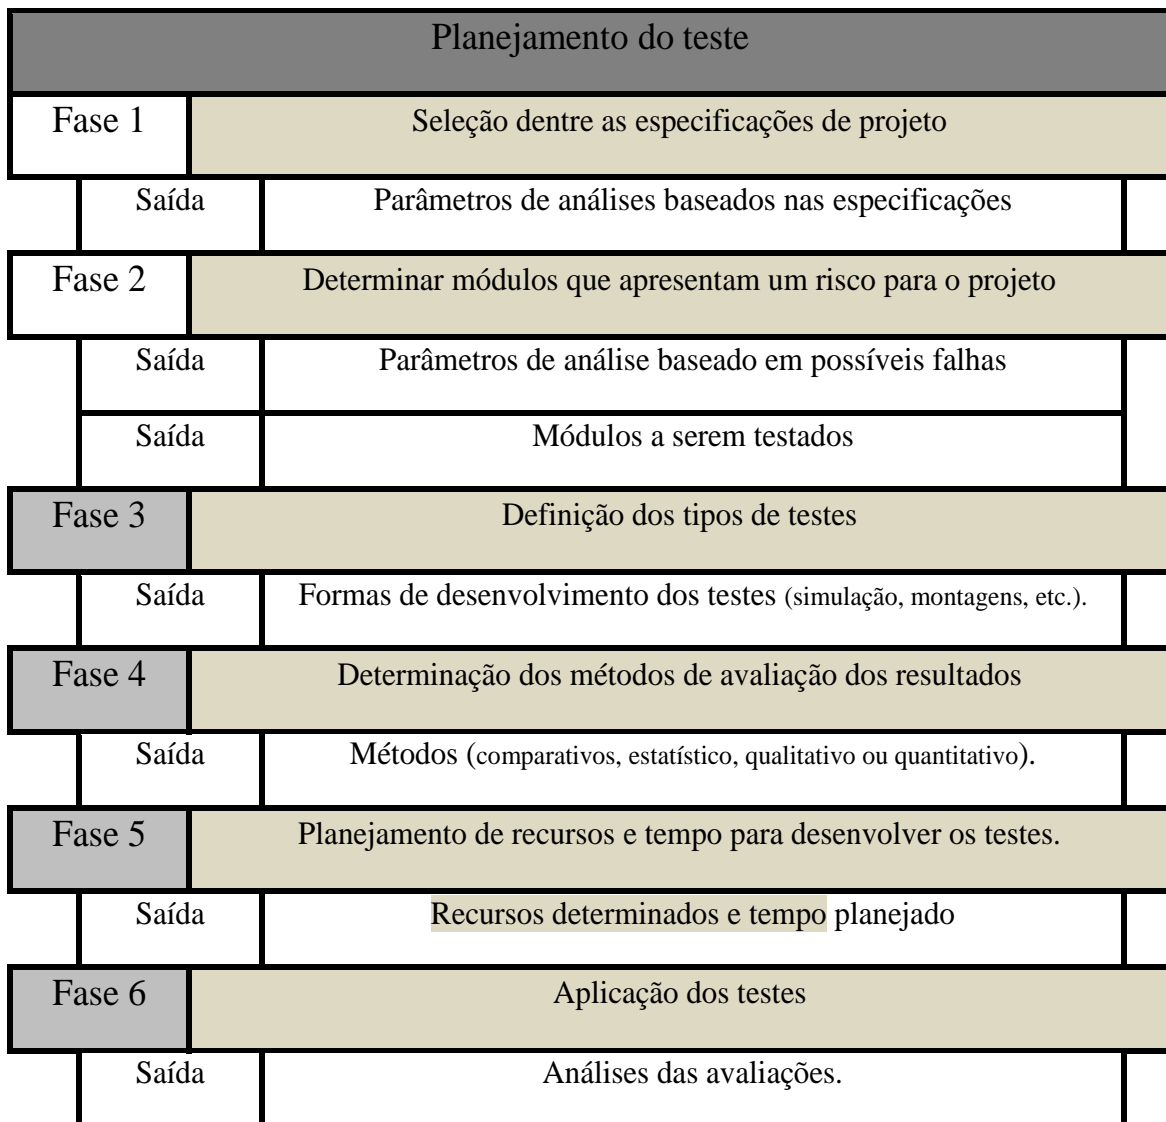 Planejamento do teste
Fase 1 Seleção dentre as especificações de projeto
Saída Parâmetros de análises baseados nas especificações
Fase 2 Determinar módulos que apresentam um risco para o projeto
Saída Parâmetros de análise baseado em possíveis falhas
Saída Módulos a serem testados
Fase 3 Definição dos tipos de testes
Saída Formas de desenvolvimento dos testes (simulação, montagens, etc.).
Fase 4 Determinação dos métodos de avaliação dos resultados
Saída Métodos (comparativos, estatístico, qualitativo ou quantitativo).
Fase 5 Planejamento de recursos e tempo para desenvolver os testes.
Saída Recursos determinados e tempo planejado
Fase 6 Aplicação dos testes
Saída Análises das avaliações.